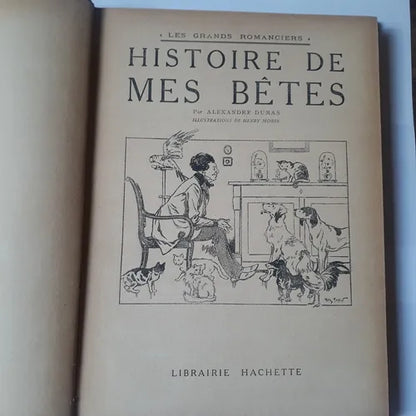 • LES GRANDS ROMANCIERS •
HISTOIRE DE
MES BÊTES
Par ALEXANDRE DUMAS
ILLUSTRATIONS DE HENRY MORIN
LIBRAIRIE HACHETTE